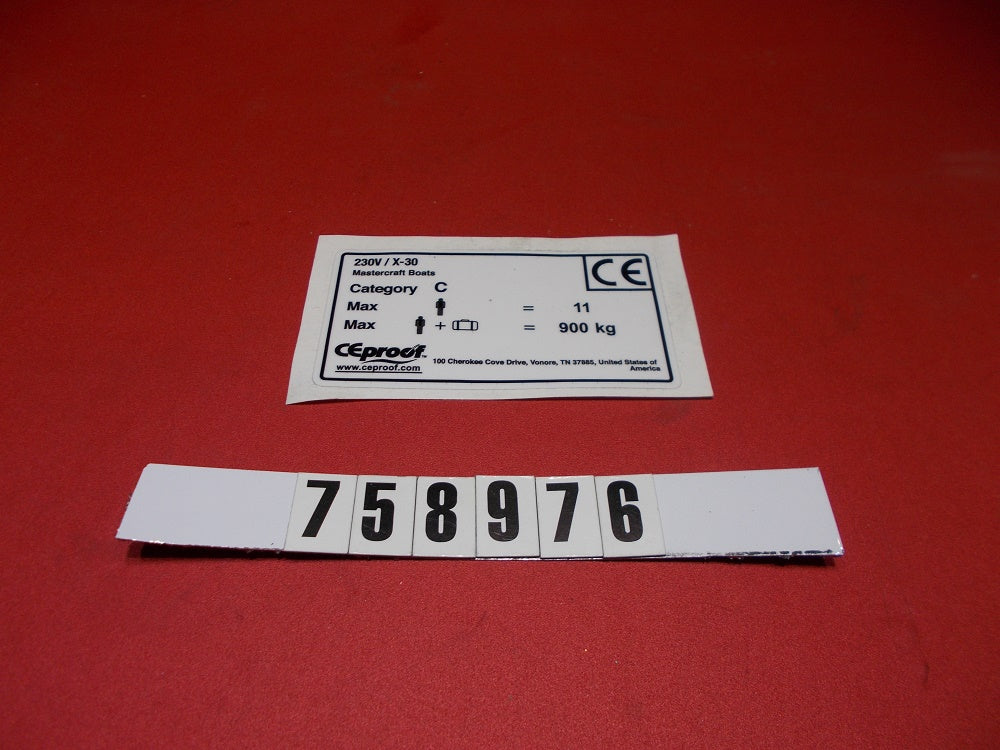 230V / X-30
Mastercraft Boats
CE
Category C
Max = 11
Max + = 900 kg
CEproof™
www.ceproof.com
100 Cherokee Cove Drive, Vonore, TN 37885, United States of
America
758976